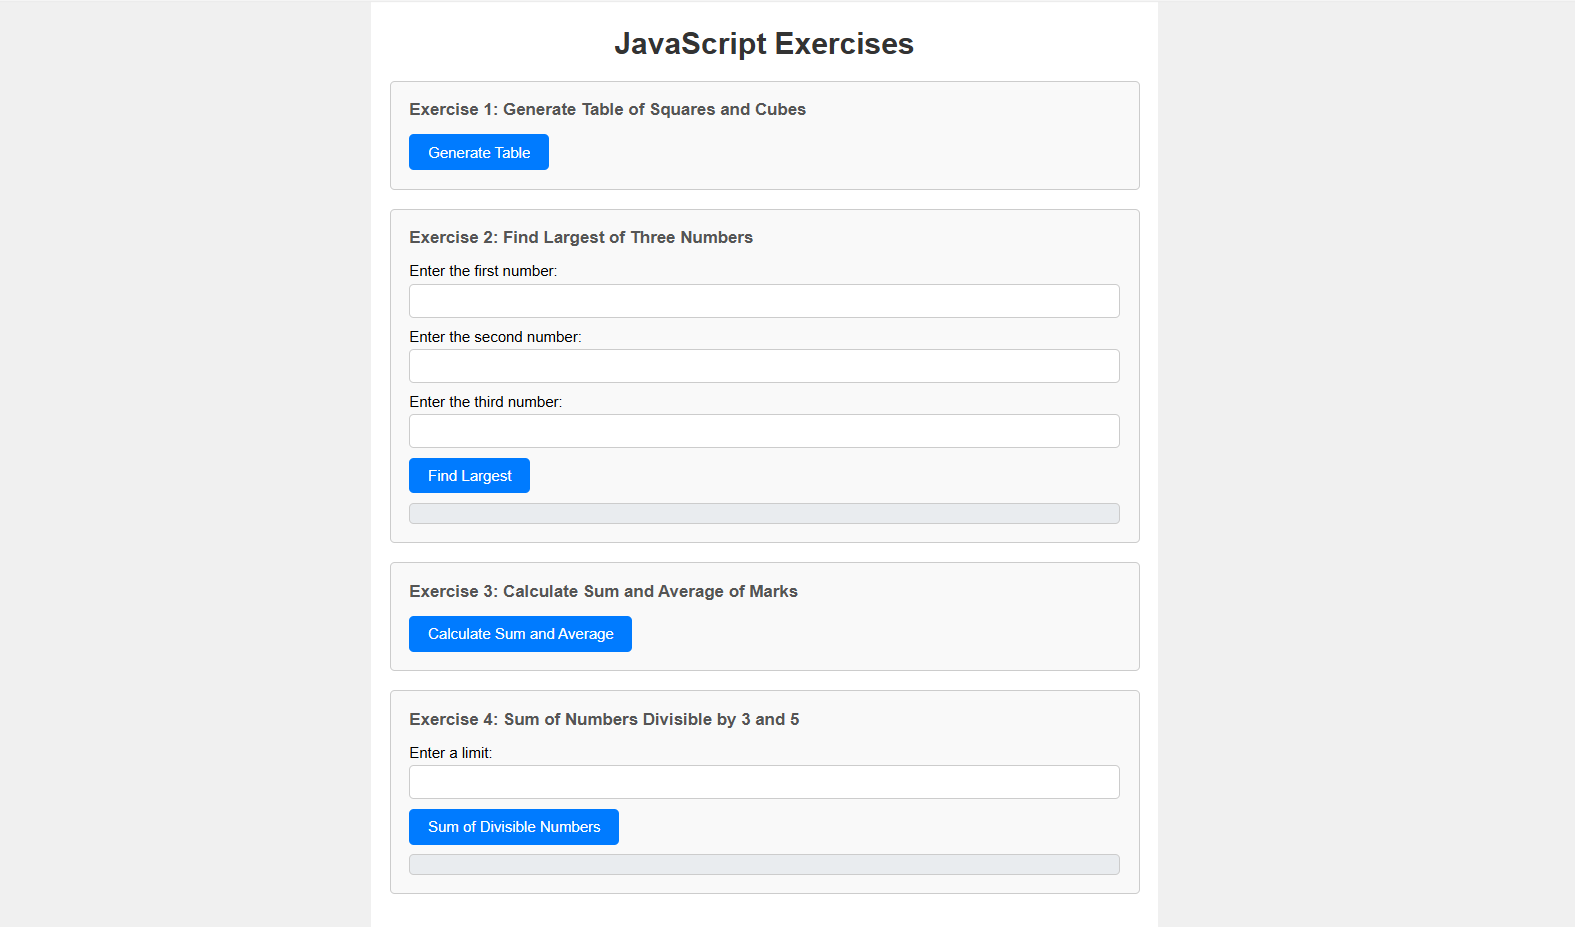 JavaScript Exercises
Exercise 1: Generate Table of Squares and Cubes
Generate Table
Exercise 2: Find Largest of Three Numbers
Enter the first number:
Enter the second number:
Enter the third number:
Find Largest
Exercise 3: Calculate Sum and Average of Marks
Calculate Sum and Average
Exercise 4: Sum of Numbers Divisible by 3 and 5
Enter a limit:
Sum of Divisible Numbers